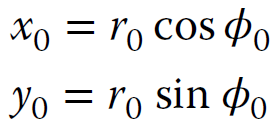 x₀ = r₀ cos ϕ₀
y₀ = r₀ sin ϕ₀